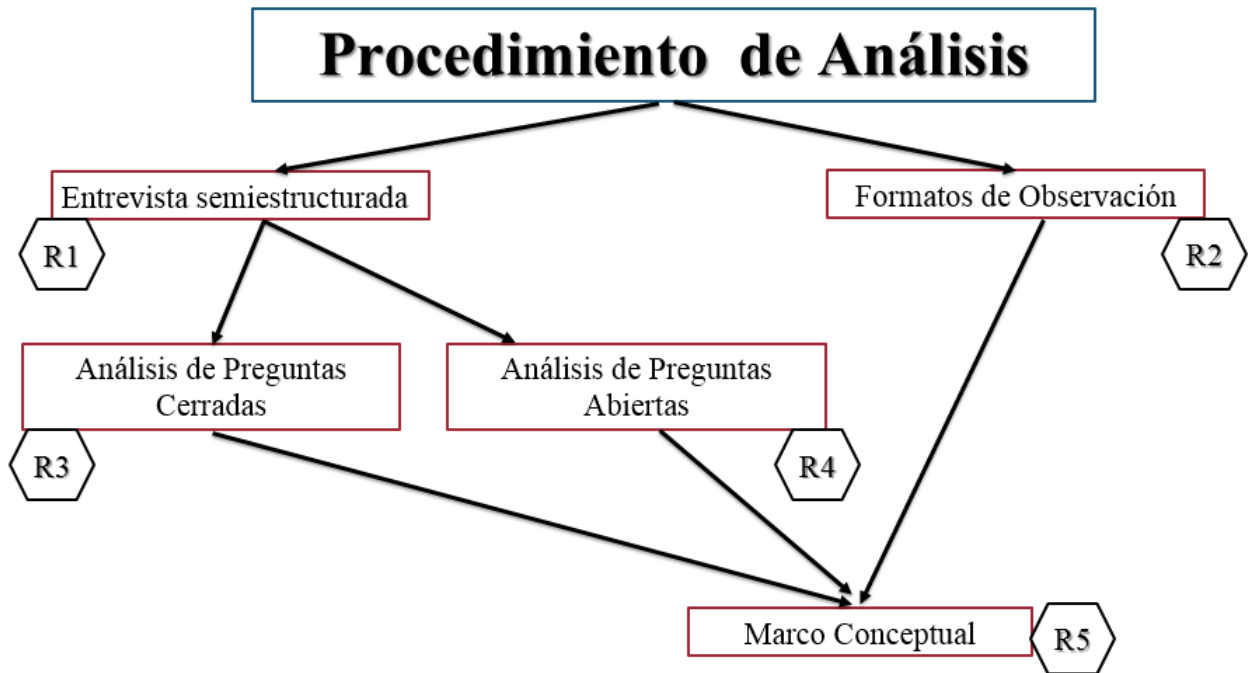 Procedimiento de Análisis
Entrevista semiestructurada
Formatos de Observación
R1
R2
Análisis de Preguntas
Cerradas
Análisis de Preguntas
Abiertas
R3
R4
Marco Conceptual
R5